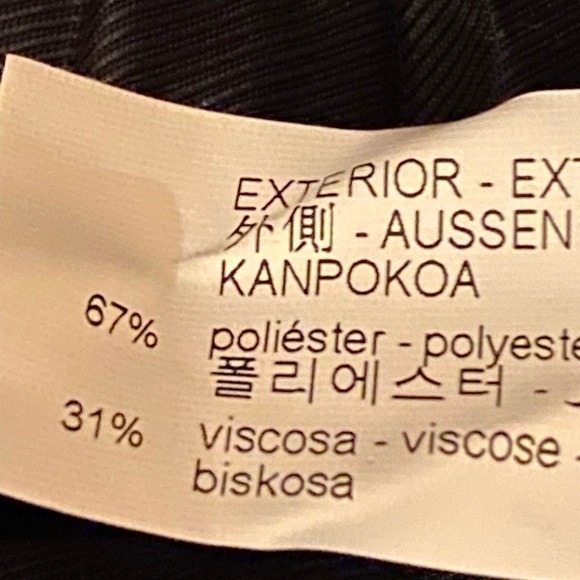 EXTERIOR - EXT
外側 - AUSSEN
KANPOKOA
67% poliéster - polyeste
폴리에스터 -
31% viscosa - viscose -
biskosa